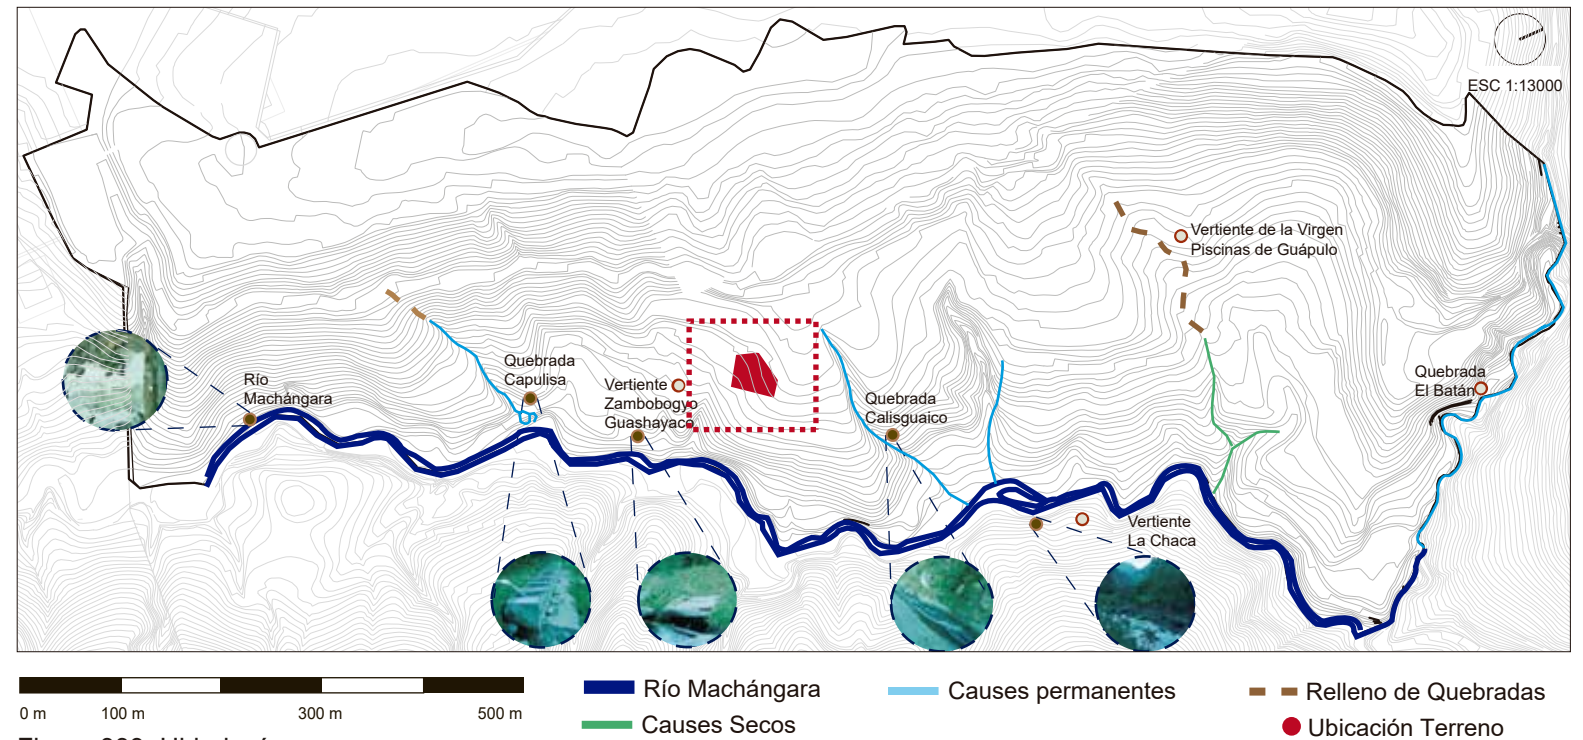 ESC 1:13000
Vertiente de la Virgen
Piscinas de Guápulo
Quebrada
Capulisa
Río
Machángara
Vertiente
Zambobogyo
Guashayaco
Quebrada
Calisguaico
Quebrada
El Batán
Vertiente
La Chaca
0 m 100 m 300 m 500 m
Río Machángara
Causes permanentes
Relleno de Quebradas
Causes Secos
Ubicación Terreno